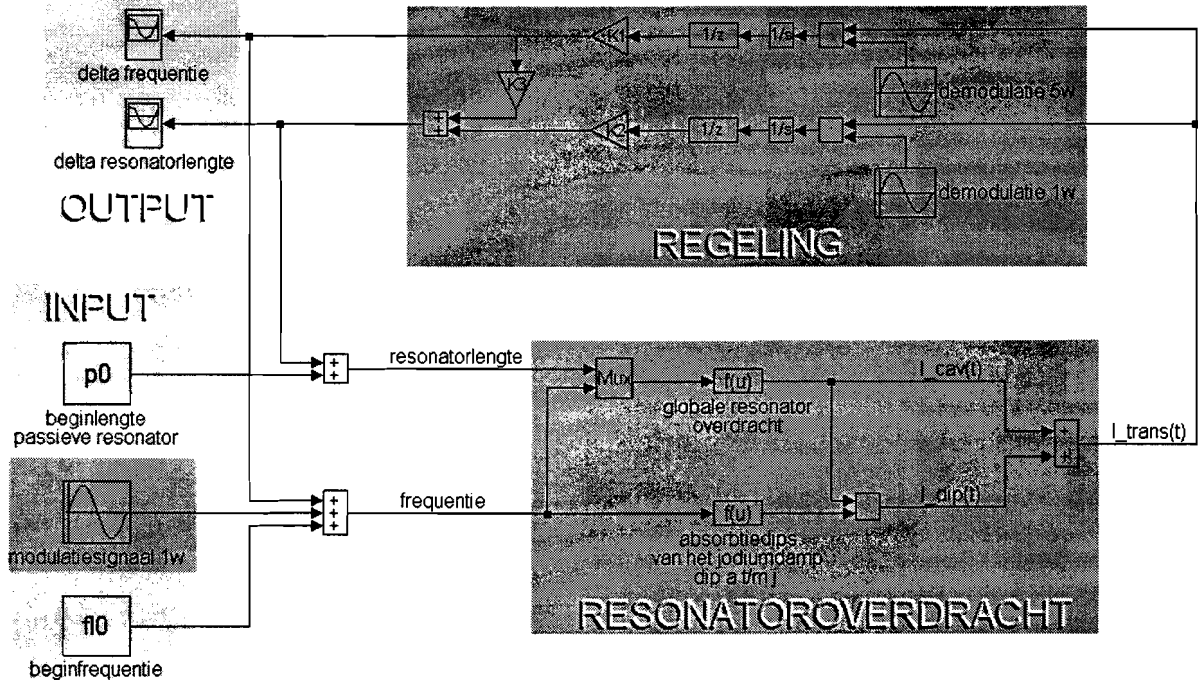 delta frequentie
delta resonatorlengte
OUTPUT
K1
1/z
1/s
K3
demodulatie 5w
+
+
K2
1/z
1/s
demodulatie 1w
REGELING
INPUT
p0
beginlengte
passieve resonator
+
+
resonatorlengte
Mux
f(u)
globale resonator
overdracht
I_cav(t)
+
+
I_trans(t)
modulatiesignaal 1w
+
+
+
frequentie
f(u)
absorbtiedips
van het jodiumdamp
dip a t/m j
I_dip(t)
RESONATOROVERDRACHT
fl0
beginfrequentie